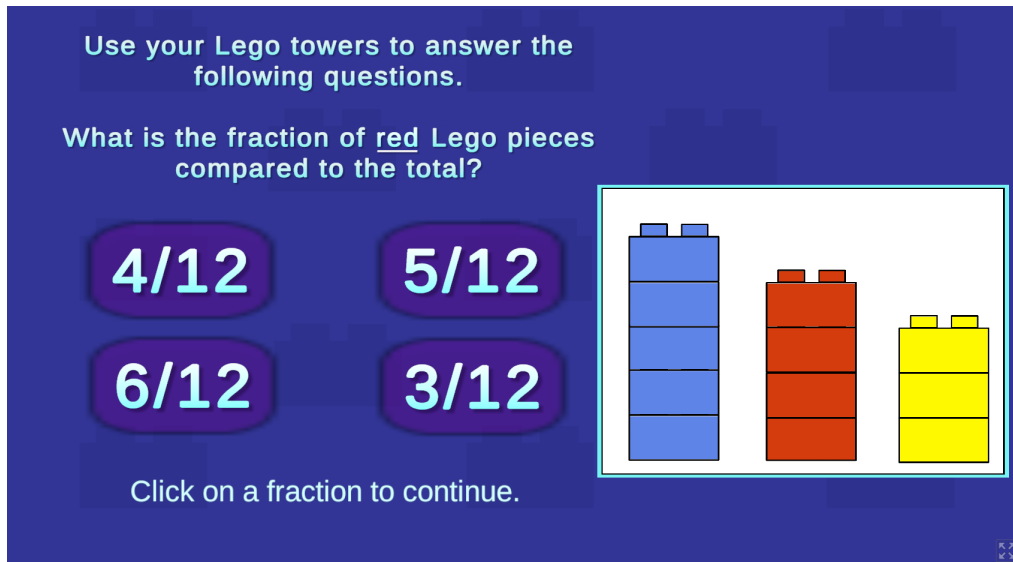 Use your Lego towers to answer the
following questions.
What is the fraction of red Lego pieces
compared to the total?
4/12
5/12
6/12
3/12
Click on a fraction to continue.